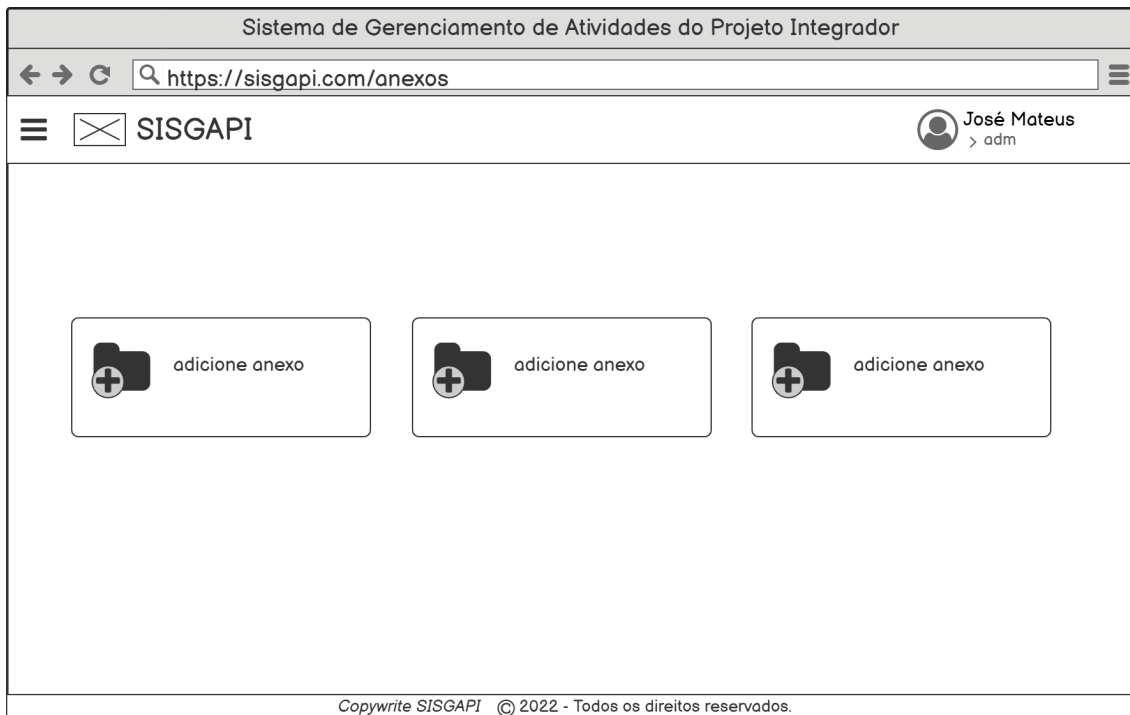 Sistema de Gerenciamento de Atividades do Projeto Integrador
https://sisgapi.com/anexos
SISGAPI
José Mateus
> adm
adicione anexo
adicione anexo
adicione anexo
Copywrite SISGAPI © 2022 - Todos os direitos reservados.